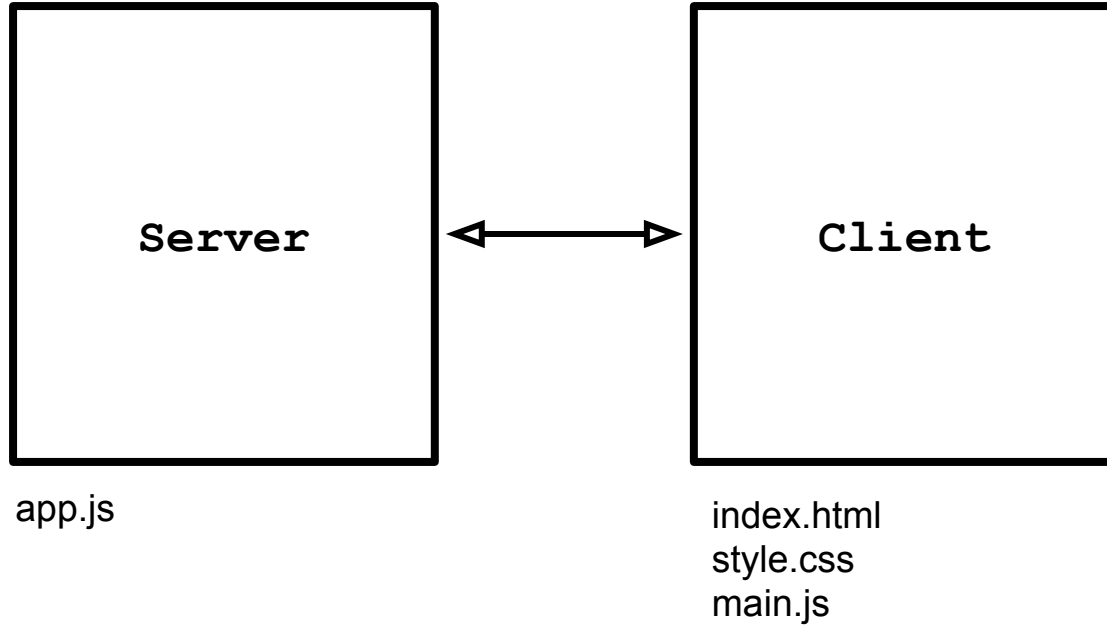 Server
Client
app.js
index.html
style.css
main.js